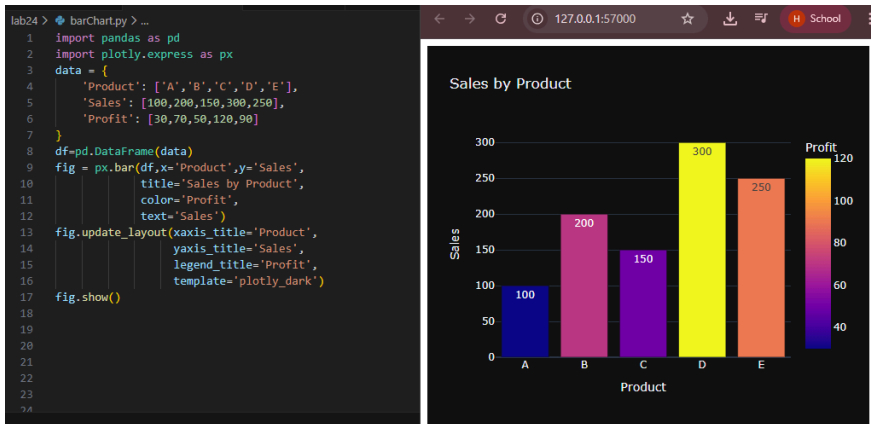 lab24 > barChart.py > ...
1 import pandas as pd
2 import plotly.express as px
3 data = {
4     'Product': ['A','B','C','D','E'],
5     'Sales': [100,200,150,300,250],
6     'Profit': [30,70,50,120,90]
7 }
8 df=pd.DataFrame(data)
9 fig = px.bar(df,x='Product',y='Sales',
10              title='Sales by Product',
11              color='Profit',
12              text='Sales')
13 fig.update_layout(xaxis_title='Product',
14                   yaxis_title='Sales',
15                   legend_title='Profit',
16                   template='plotly_dark')
17 fig.show()
18
19
20
21
22
23
24
127.0.0.1:57000
H School
Sales by Product
Profit
300
250
200
150
100
50
0
Sales
100
200
150
300
250
A B C D E
Product
120
100
80
60
40